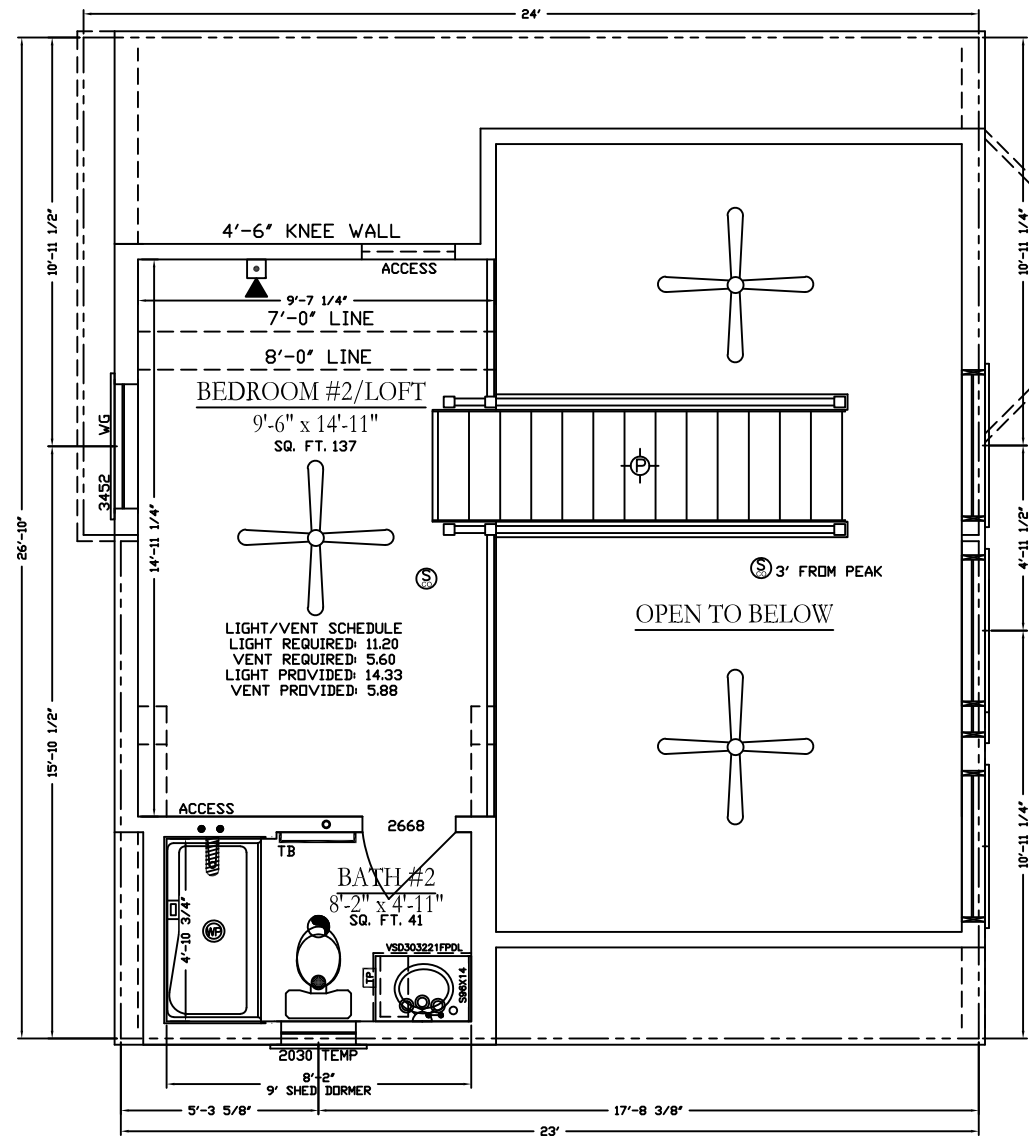 24'
10'-11 1/2"
4'-6" KNEE WALL
ACCESS
9'-7 1/4"
7'-0" LINE
8'-0" LINE
BEDROOM #2/LOFT
9'-6" x 14'-11"
SQ. FT. 137
WG
3452
26'-10"
14'-11 1/4"
P
10'-11 1/4"
4'-11 1/2"
S
CO
S
CO
3' FROM PEAK
OPEN TO BELOW
LIGHT/VENT SCHEDULE
LIGHT REQUIRED: 11.20
VENT REQUIRED: 5.60
LIGHT PROVIDED: 14.33
VENT PROVIDED: 5.88
15'-10 1/2"
10'-11 1/4"
ACCESS
2668
TB
BATH #2
8'-2" x 4'-11"
SQ. FT. 41
4'-10 3/4"
WP
VSD303221FPDL
TP
S96X14
2030 TEMP
8'-2"
9' SHED DORMER
5'-3 5/8"
17'-8 3/8"
23'